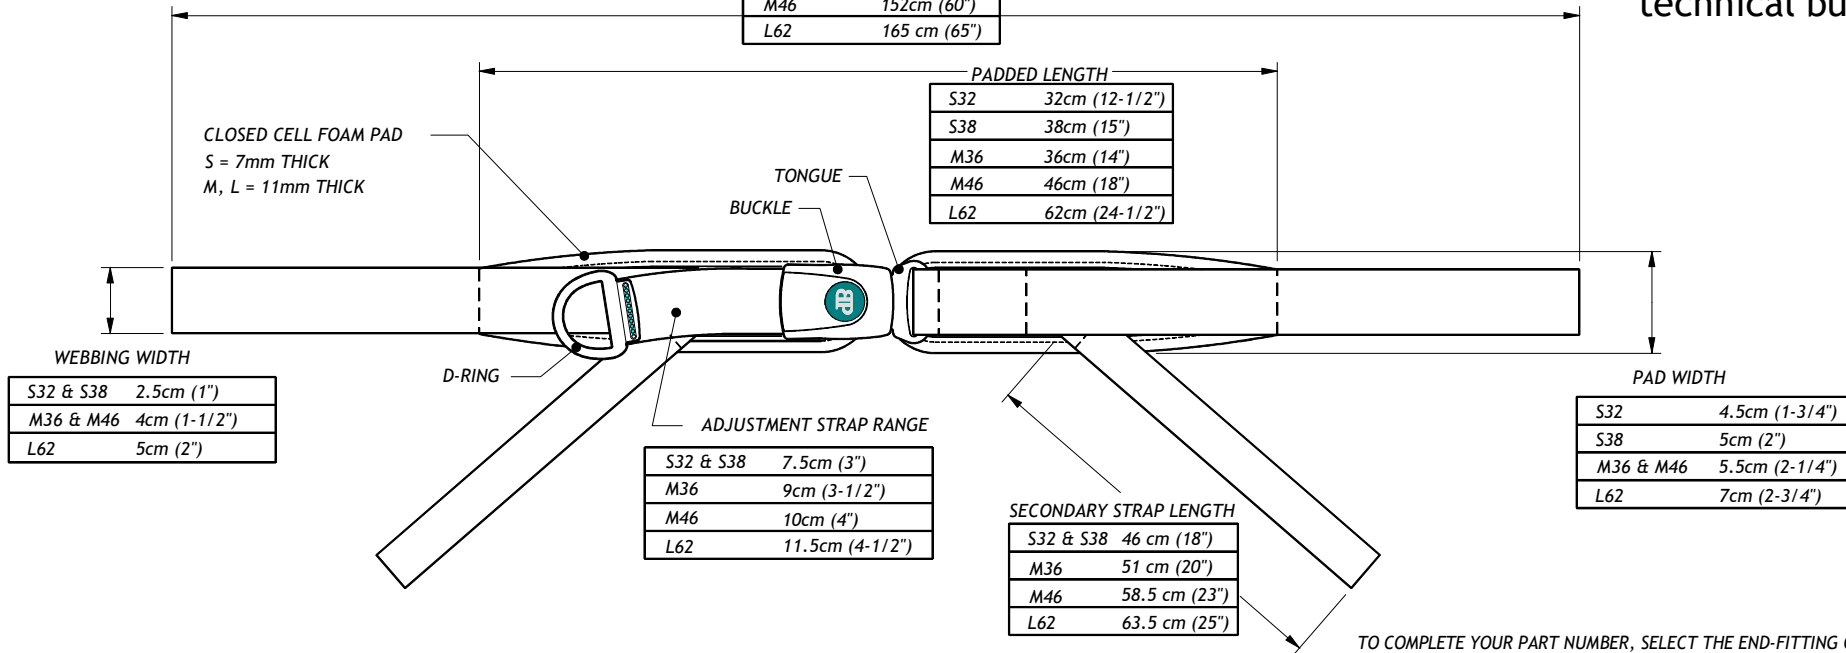 M46 152cm (60")
L62 165 cm (65")
technical bu
PADDED LENGTH
S32 32cm (12-1/2")
S38 38cm (15")
M36 36cm (14")
M46 46cm (18")
L62 62cm (24-1/2")
CLOSED CELL FOAM PAD
S = 7mm THICK
M, L = 11mm THICK
TONGUE
BUCKLE
WEBBING WIDTH
S32 & S38 2.5cm (1")
M36 & M46 4cm (1-1/2")
L62 5cm (2")
D-RING
ADJUSTMENT STRAP RANGE
S32 & S38 7.5cm (3")
M36 9cm (3-1/2")
M46 10cm (4")
L62 11.5cm (4-1/2")
SECONDARY STRAP LENGTH
S32 & S38 46 cm (18")
M36 51 cm (20")
M46 58.5 cm (23")
L62 63.5 cm (25")
PAD WIDTH
S32 4.5cm (1-3/4")
S38 5cm (2")
M36 & M46 5.5cm (2-1/4")
L62 7cm (2-3/4")
TO COMPLETE YOUR PART NUMBER, SELECT THE END-FITTING